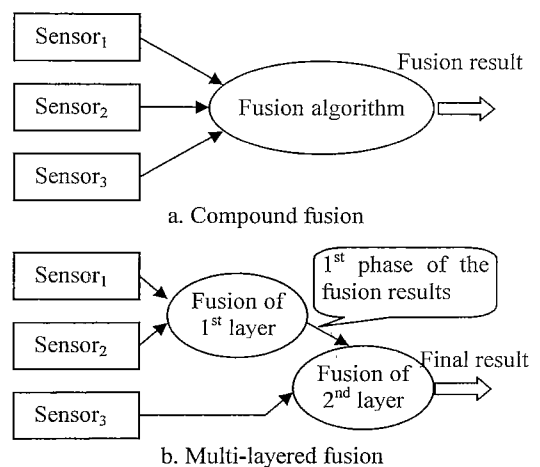 Sensor1
Fusion result
Sensor2
Fusion algorithm
Sensor3
a. Compound fusion
Sensor1
1st phase of the
fusion results
Fusion of
1st layer
Sensor2
Final result
Fusion of
2nd layer
Sensor3
b. Multi-layered fusion